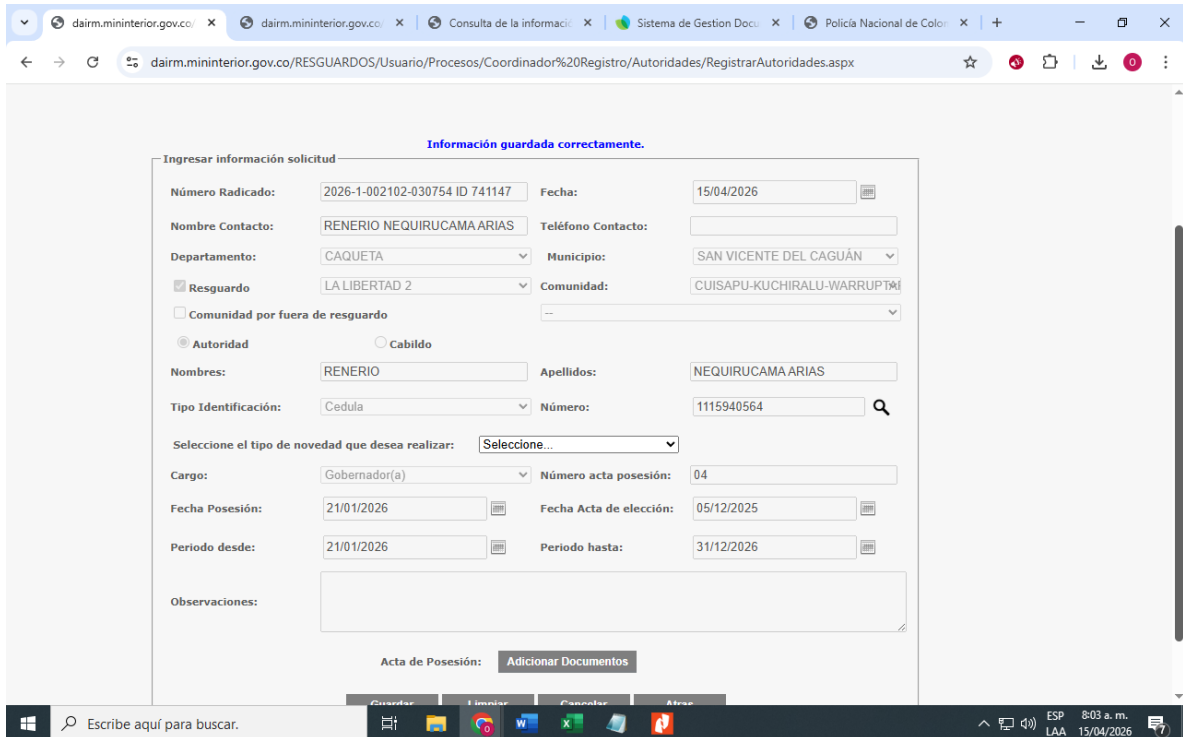 dairm.mininterior.gov.co/
dairm.mininterior.gov.co/
Consulta de la informació
Sistema de Gestion Docu
Policía Nacional de Color
dairm.mininterior.gov.co/RESGUARDOS/Usuario/Procesos/Coordinador%20Registro/Autoridades/RegistrarAutoridades.aspx
O
Información guardada correctamente.
Ingresar información solicitud
Número Radicado: 2026-1-002102-030754 ID 741147 Fecha: 15/04/2026
Nombre Contacto: RENERIO NEQUIRUCAMA ARIAS Teléfono Contacto:
Departamento: CAQUETA Municipio: SAN VICENTE DEL CAGUÁN
Resguardo LA LIBERTAD 2 Comunidad: CUISAPU-KUCHIRALU-WARRUPTA
Comunidad por fuera de resguardo --
Autoridad Cabildo
Nombres: RENERIO Apellidos: NEQUIRUCAMA ARIAS
Tipo Identificación: Cedula Número: 1115940564
Seleccione el tipo de novedad que desea realizar: Seleccione...
Cargo: Gobernador(a) Número acta posesión: 04
Fecha Posesión: 21/01/2026 Fecha Acta de elección: 05/12/2025
Periodo desde: 21/01/2026 Periodo hasta: 31/12/2026
Observaciones:
Acta de Posesión: Adicionar Documentos
Guardar Limpiar Cancelar Atras
Escribe aquí para buscar.
ESP 8:03 a. m.
LAA 15/04/2026
7